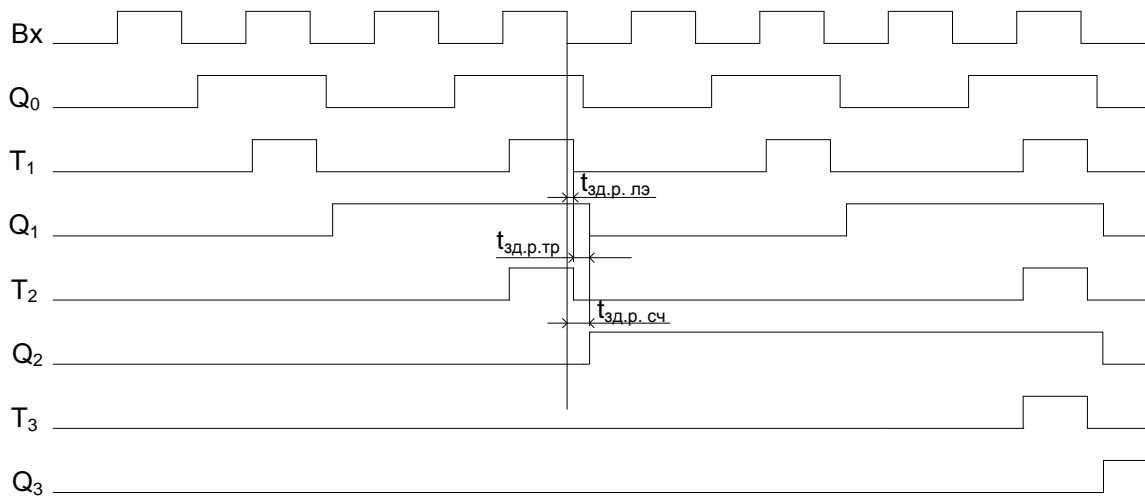 Вх
Q₀
T₁
tзд.р. лэ
Q₁
tзд.р.тр
T₂
tзд.р. сч
Q₂
T₃
Q₃